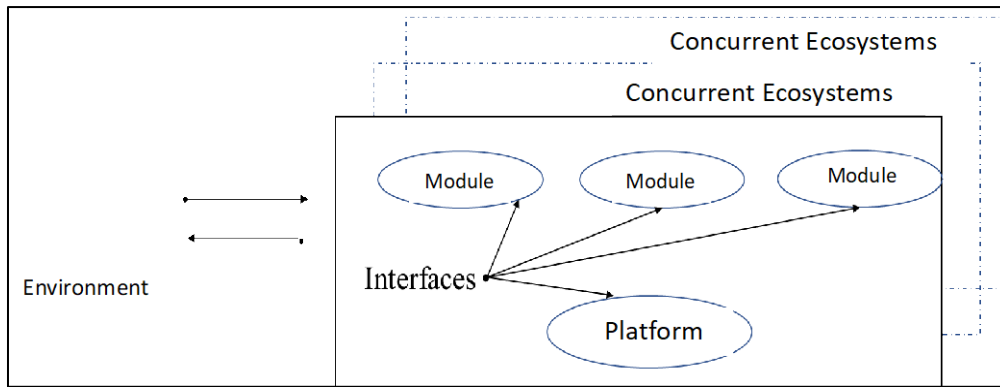 Concurrent Ecosystems
Concurrent Ecosystems
Module
Module
Module
Interfaces
Environment
Platform